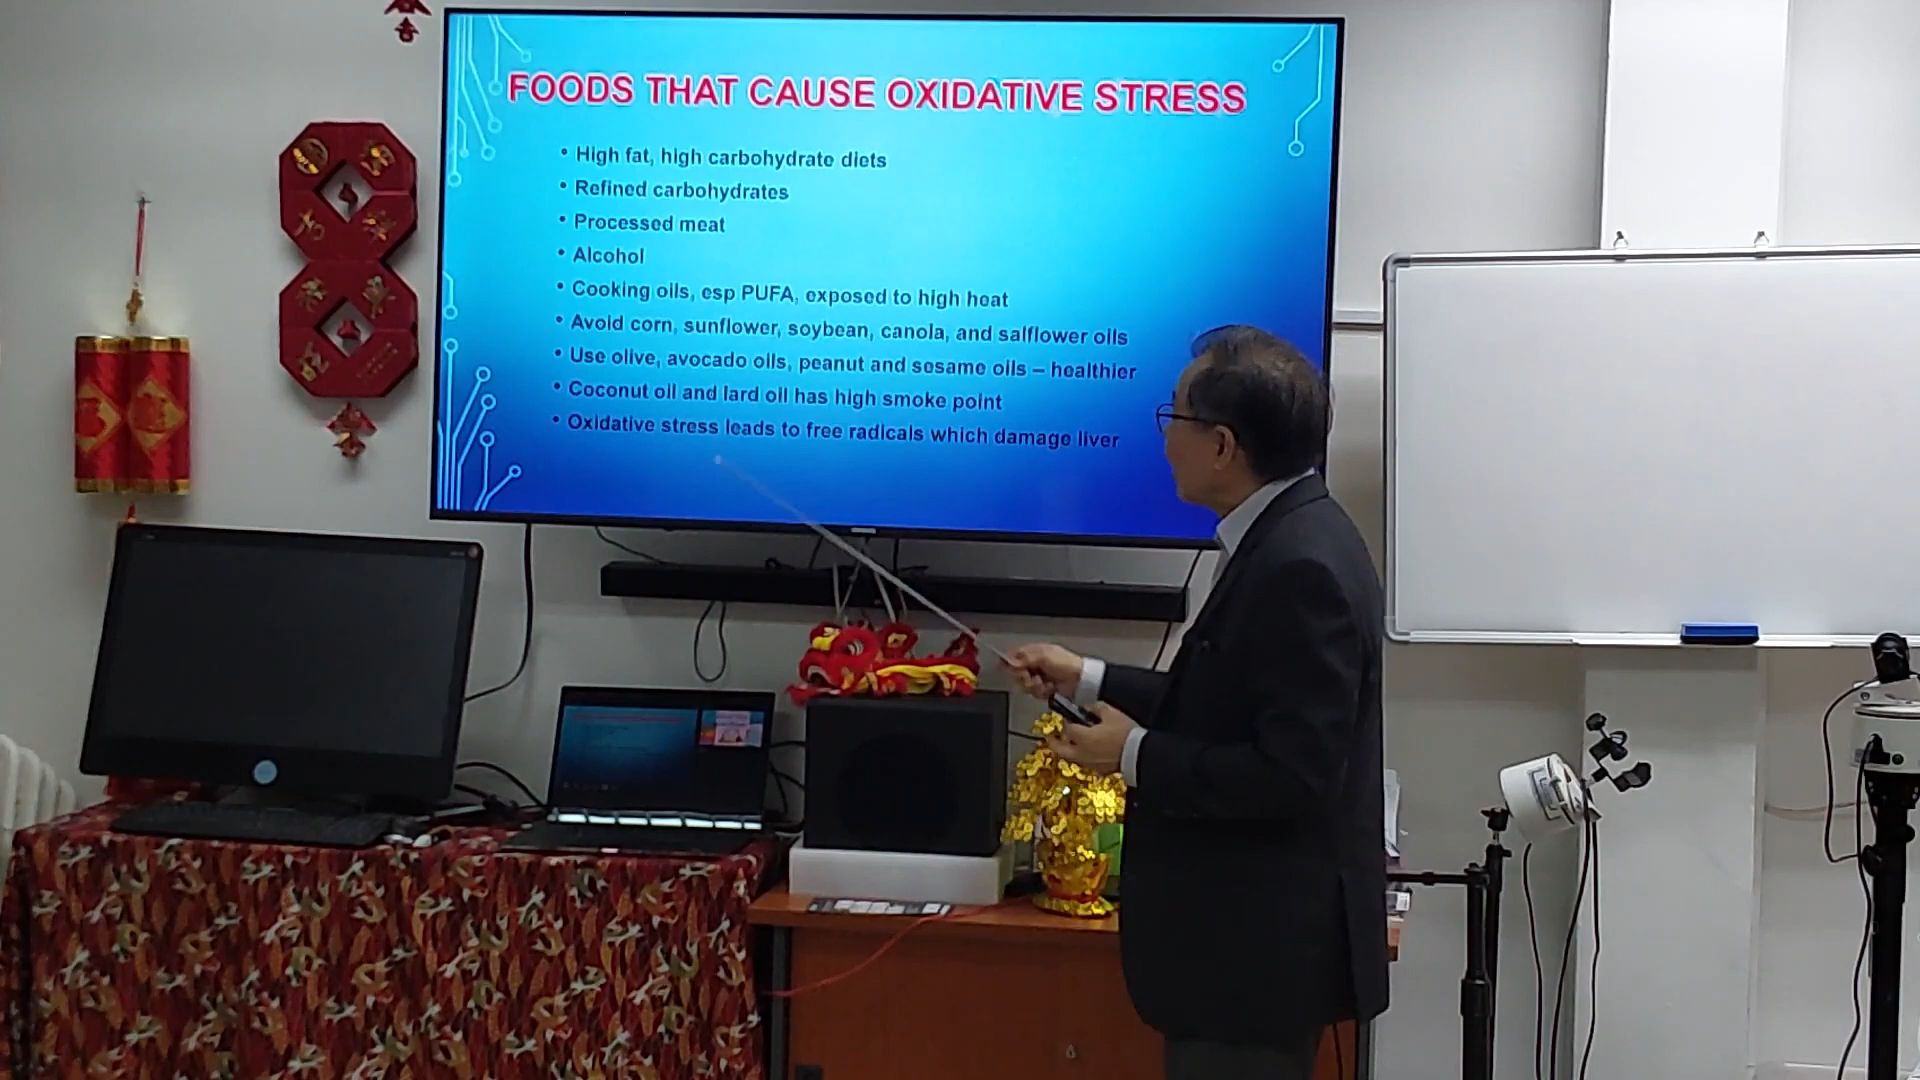 FOODS THAT CAUSE OXIDATIVE STRESS
• High fat, high carbohydrate diets
• Refined carbohydrates
• Processed meat
• Alcohol
• Cooking oils, esp PUFA, exposed to high heat
• Avoid corn, sunflower, soybean, canola, and salflower oils
• Use olive, avocado oils, peanut and sesame oils – healthier
• Coconut oil and lard oil has high smoke point
• Oxidative stress leads to free radicals which damage liver